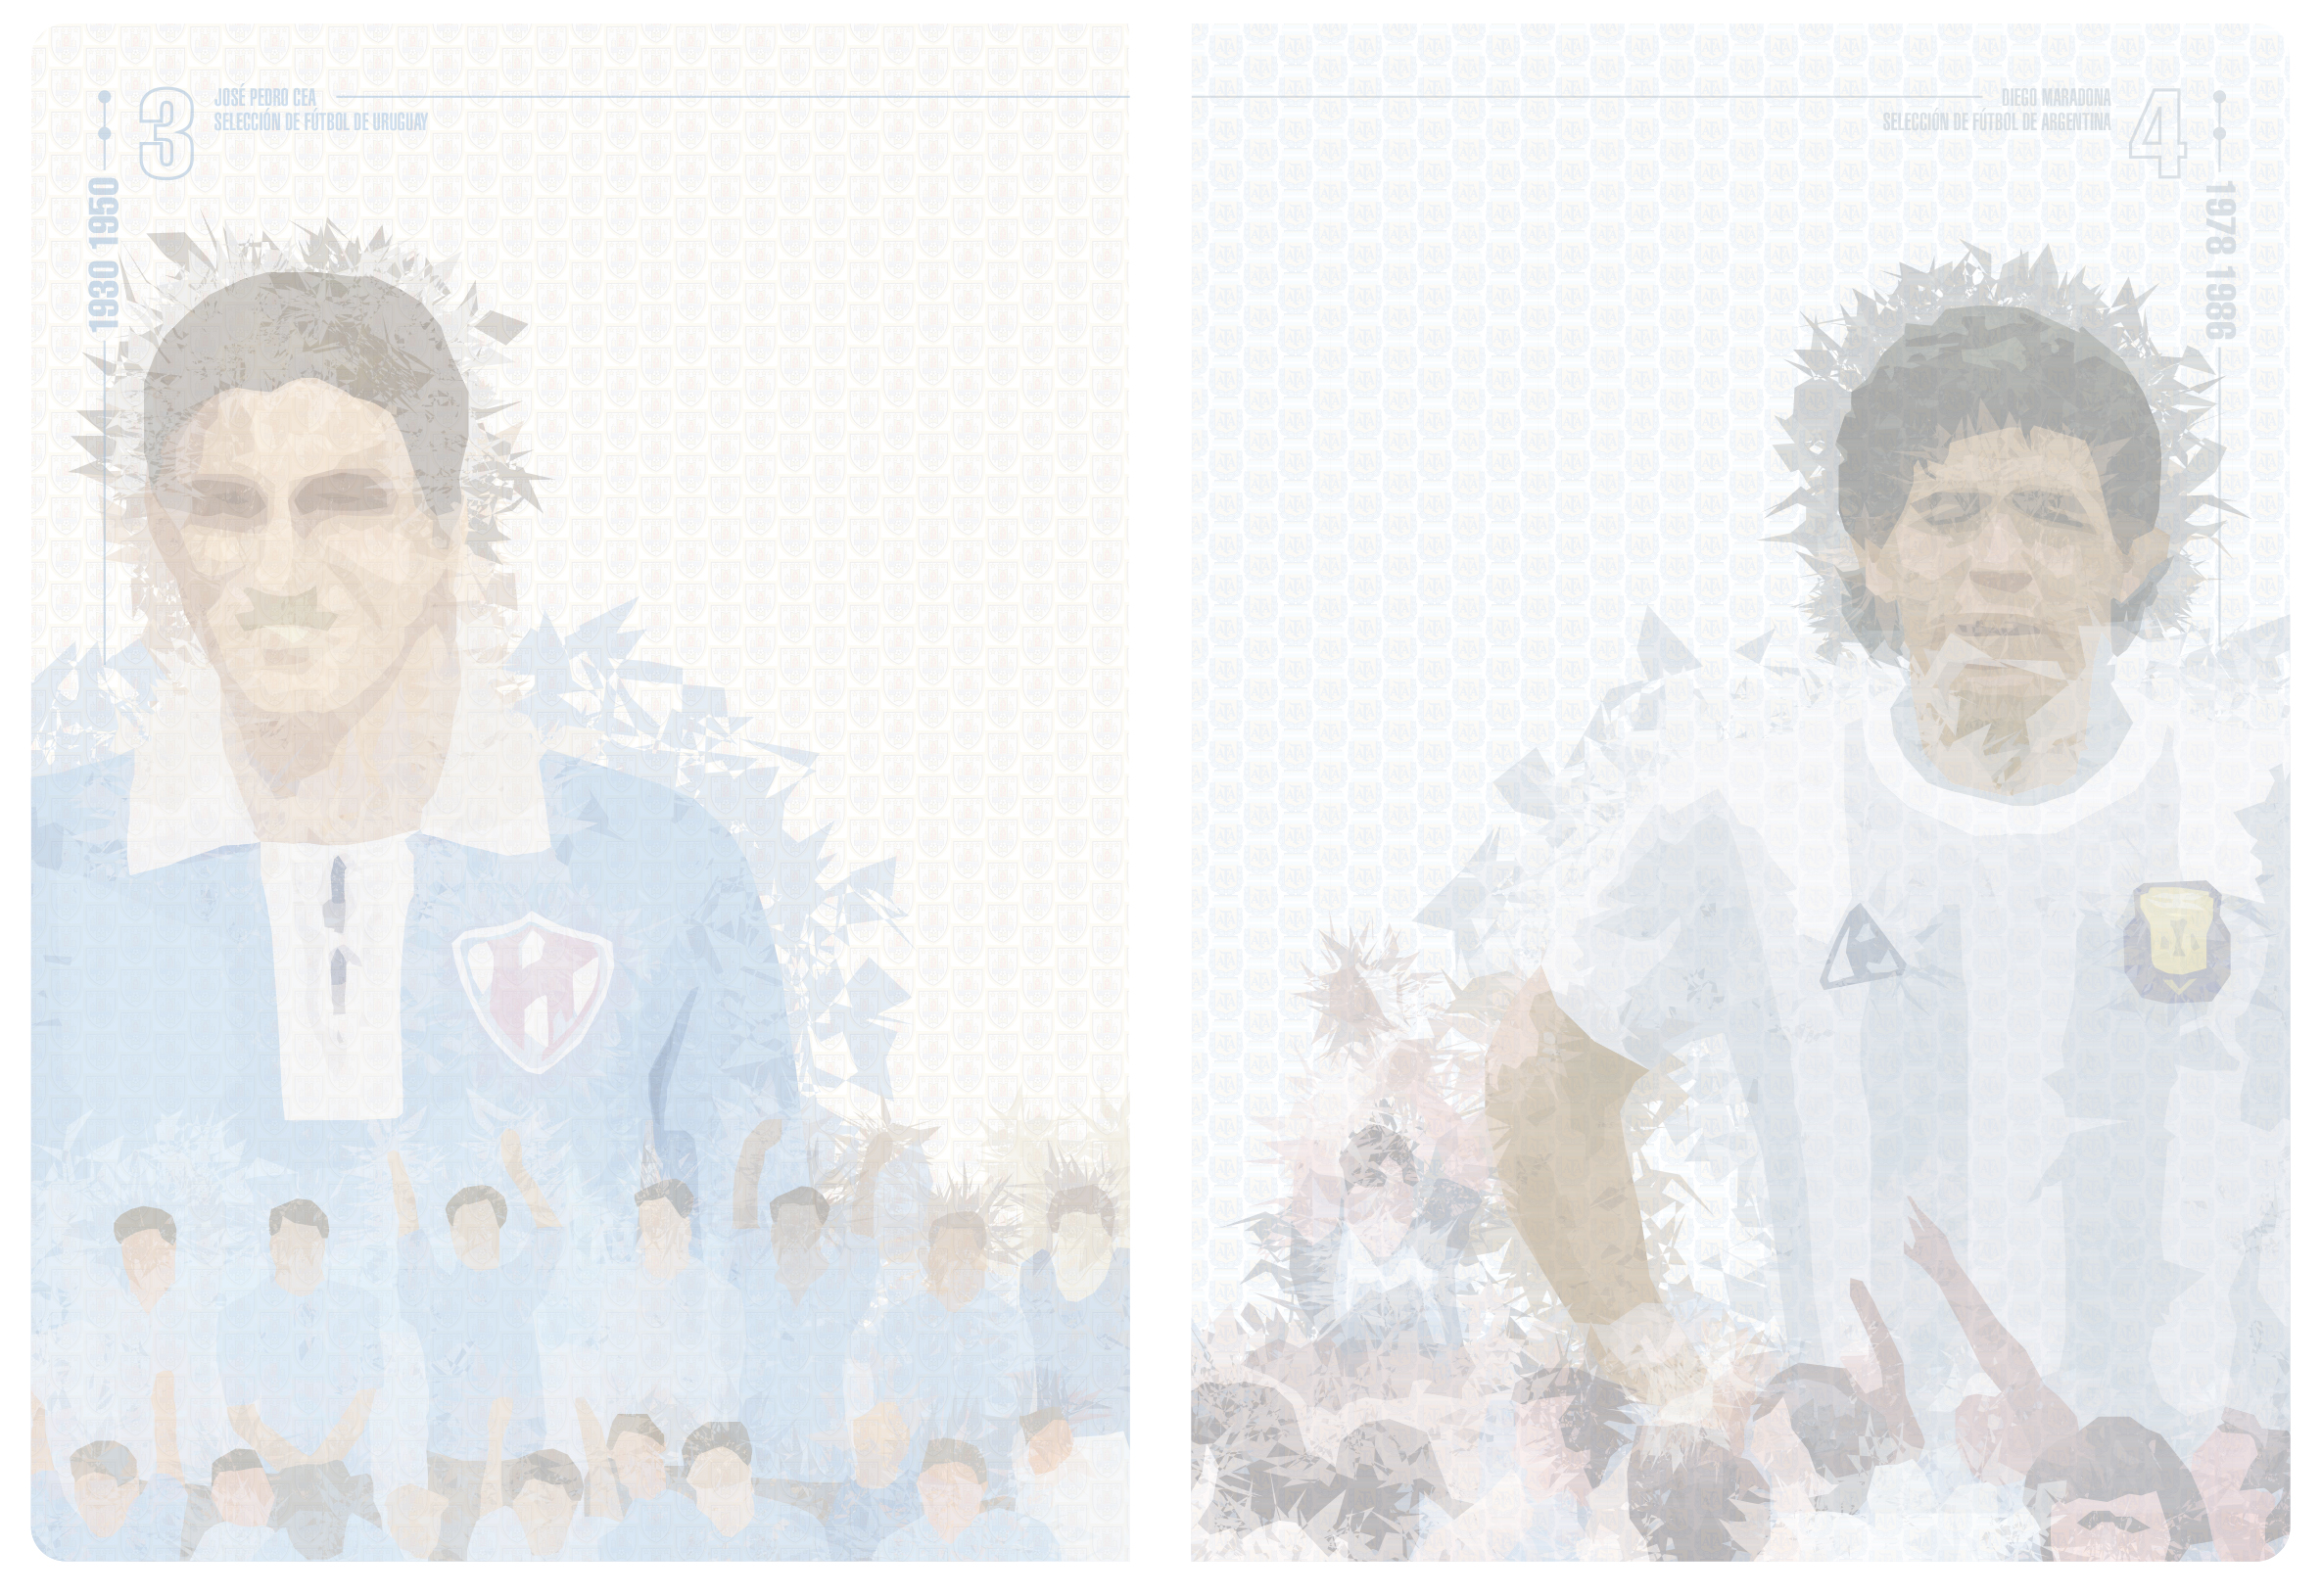 3
JOSÉ PEDRO CEA
SELECCIÓN DE FÚTBOL DE URUGUAY
1930 1950
DIEGO MARADONA
SELECCIÓN DE FÚTBOL DE ARGENTINA
4
1978 1986